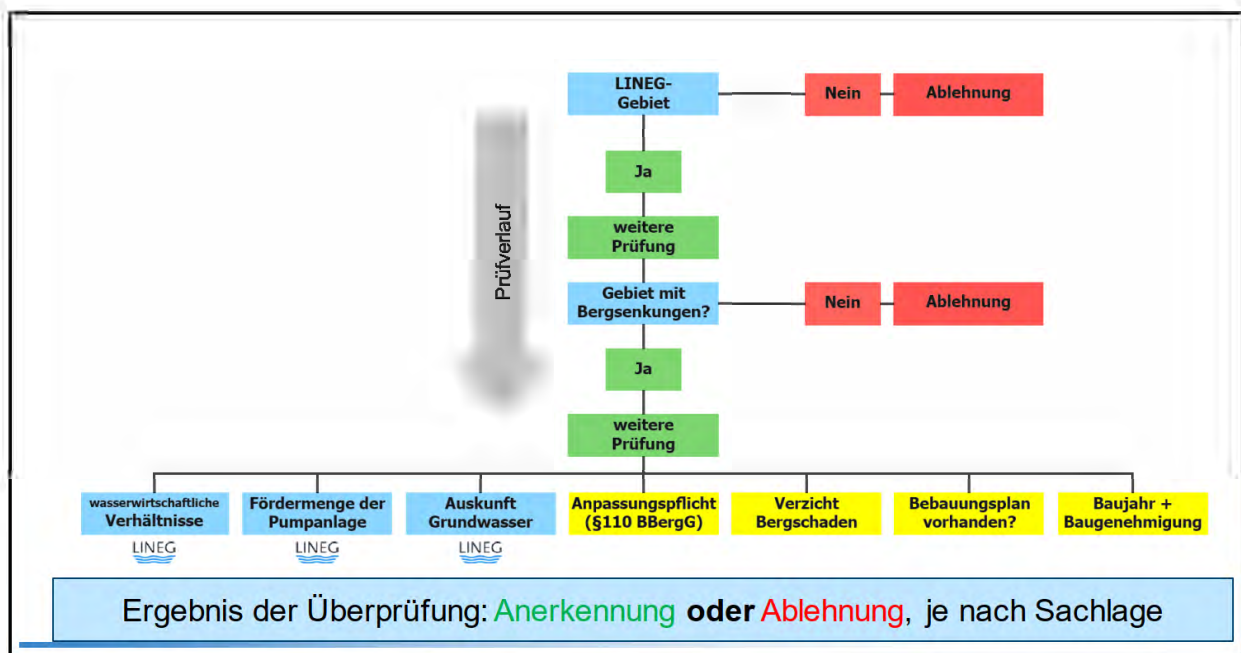 LINEG-
Gebiet
Nein
Ablehnung
Ja
Prüfverlauf
weitere
Prüfung
Gebiet mit
Bergsenkungen?
Nein
Ablehnung
Ja
weitere
Prüfung
wasserwirtschaftliche
Verhältnisse
Fördermenge der
Pumpanlage
Auskunft
Grundwasser
Anpassungspflicht
(§110 BBergG)
Verzicht
Bergschaden
Bebauungsplan
vorhanden?
Baujahr +
Baugenehmigung
LINEG
LINEG
LINEG
Ergebnis der Überprüfung: Anerkennung oder Ablehnung, je nach Sachlage